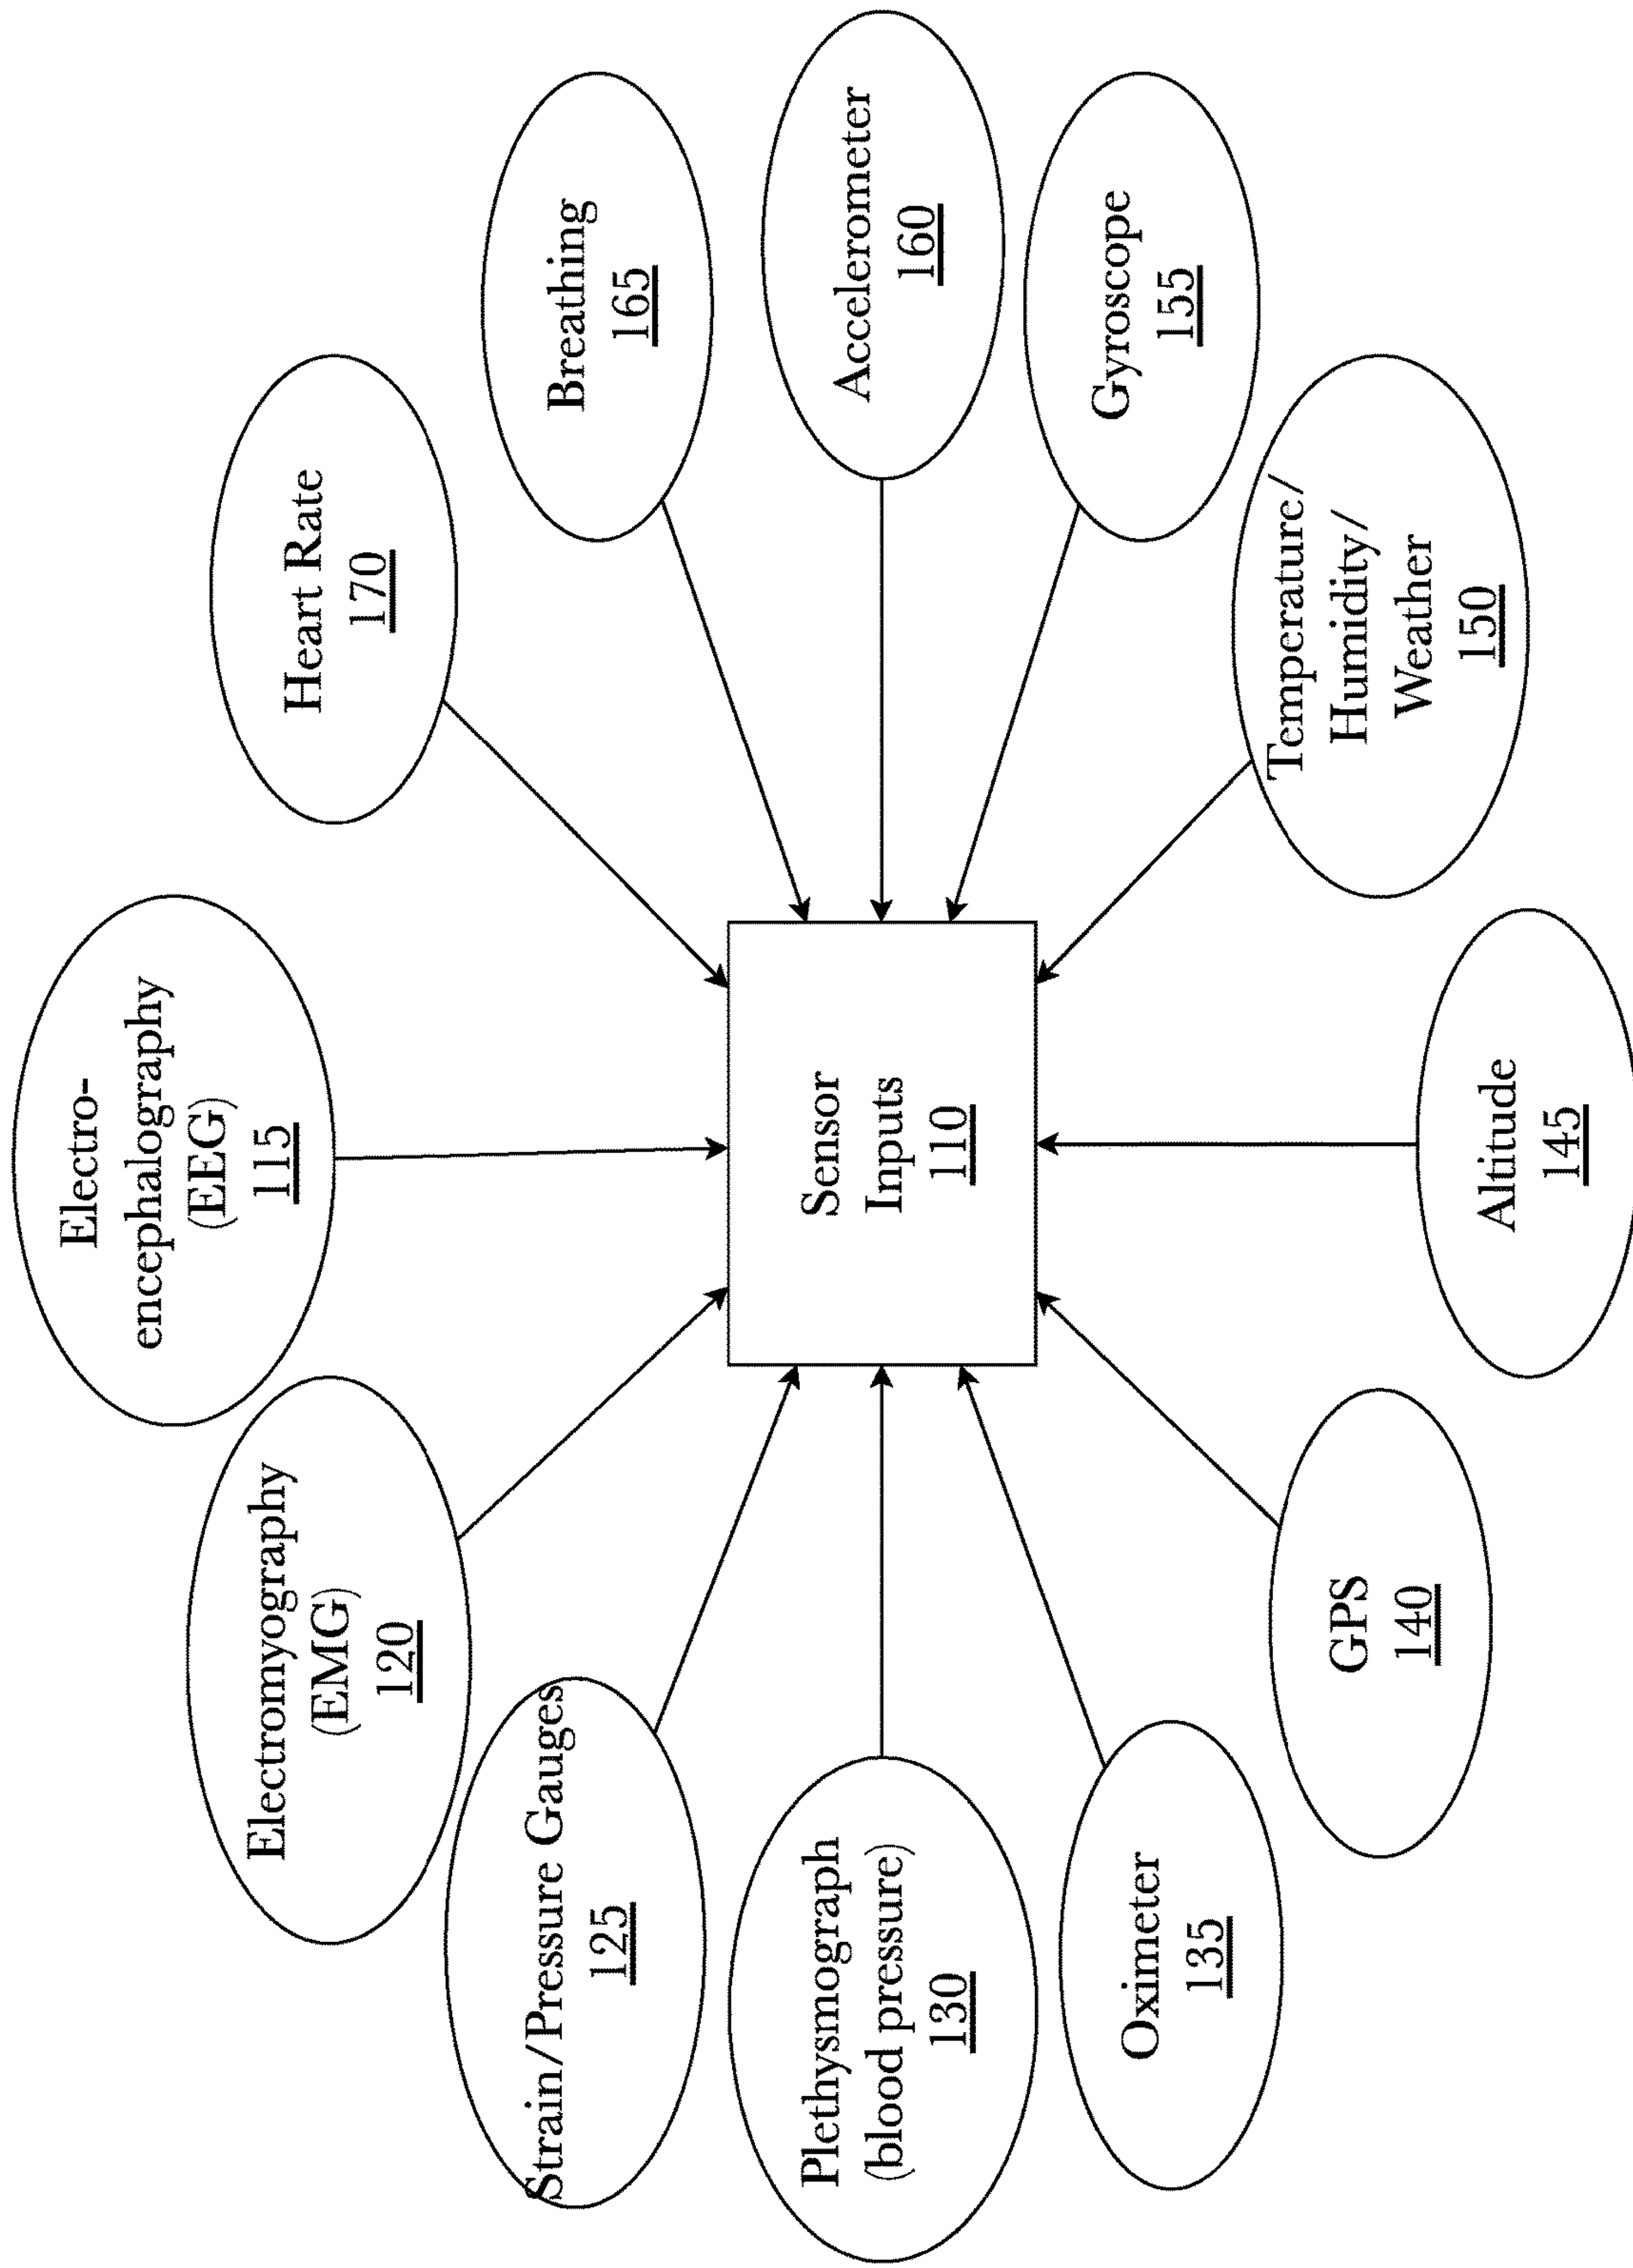 Electro-
encephalography
(EEG)
115
Electromyography
(EMG)
120
Heart Rate
170
Strain/Pressure Gauges
125
Breathing
165
Plethysmograph
(blood pressure)
130
Sensor
Inputs
110
Accelerometer
160
Oximeter
135
Gyroscope
155
GPS
140
Temperature/
Humidity/
Weather
150
Altitude
145